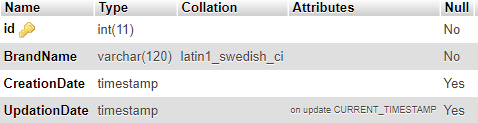 Name Type Collation Attributes Null
id int(11) No
BrandName varchar(120) latin1_swedish_ci No
CreationDate timestamp Yes
UpdationDate timestamp on update CURRENT_TIMESTAMP Yes